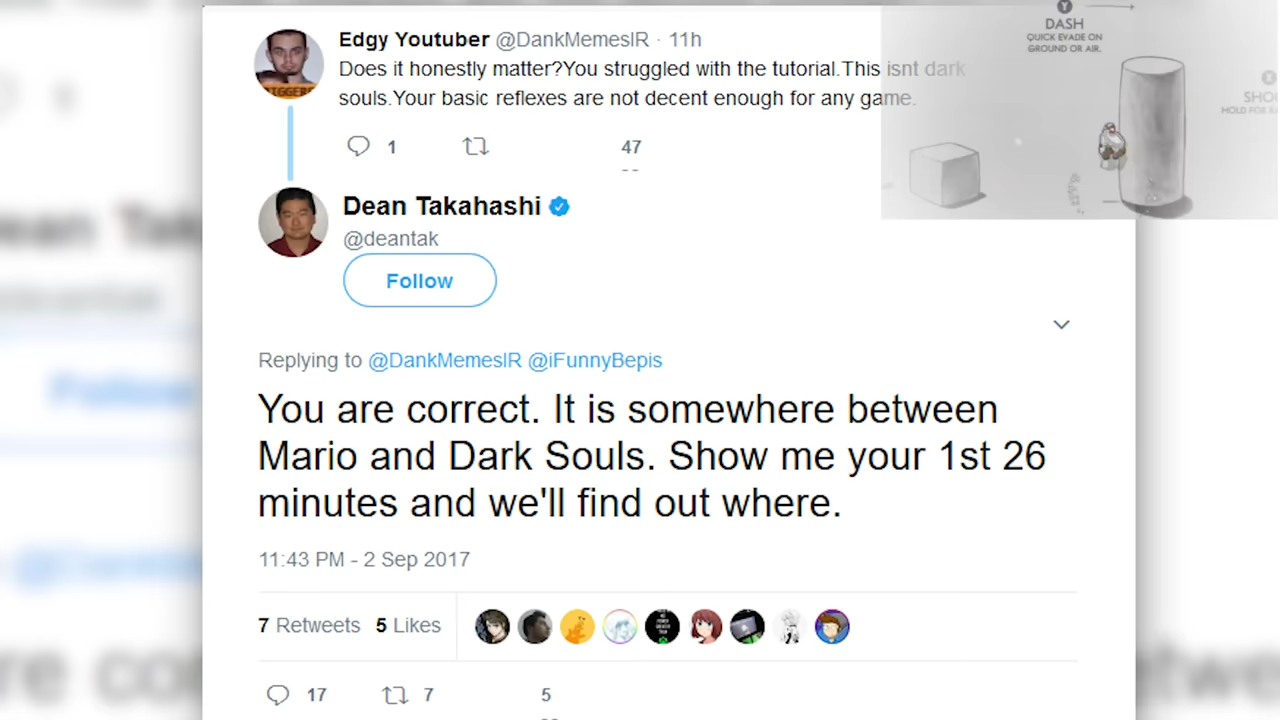 Edgy Youtuber @DankMemesIR · 11h
Does it honestly matter?You struggled with the tutorial.This isnt dark
souls.Your basic reflexes are not decent enough for any game.
1 47
Dean Takahashi
@deantak
Follow
Replying to @DankMemesIR @iFunnyBepis
You are correct. It is somewhere between
Mario and Dark Souls. Show me your 1st 26
minutes and we'll find out where.
11:43 PM - 2 Sep 2017
7 Retweets 5 Likes
17 7 5
Y
DASH
QUICK EVADE ON
GROUND OR AIR.
X
SHOO
HOLD FOR RA